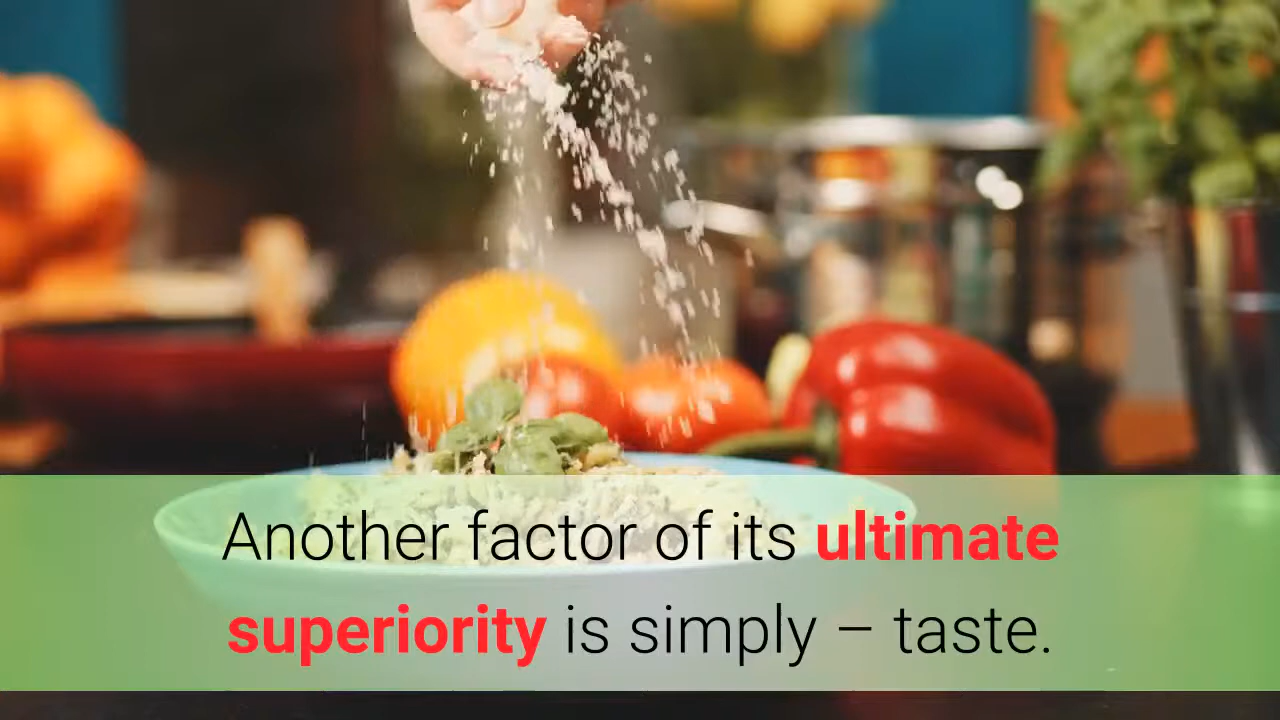 Another factor of its ultimate
superiority is simply – taste.